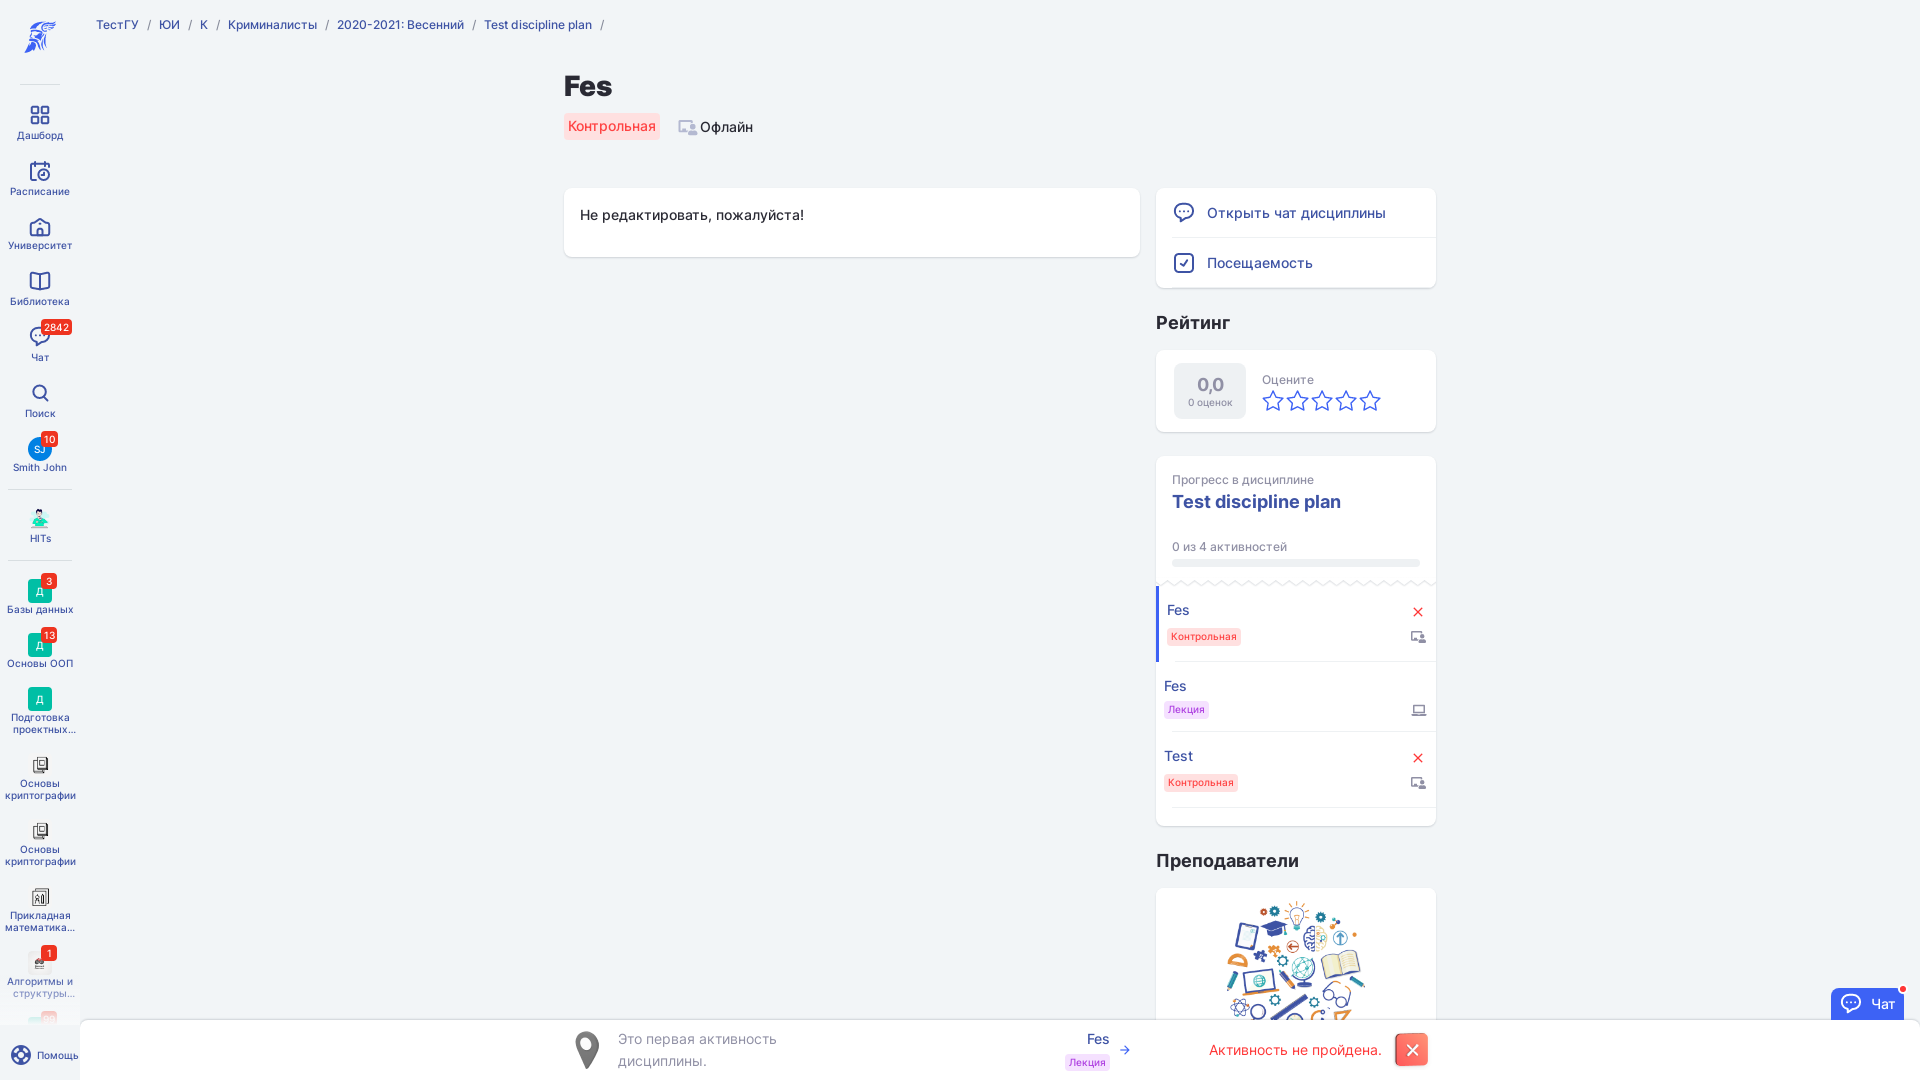 ТестГУ / ЮИ / К / Криминалисты / 2020-2021: Весенний / Test discipline plan /
Дашборд
Расписание
Университет
Библиотека
2842
Чат
Поиск
10
SJ
Smith John
HITs
3
Д
Базы данных
13
Д
Основы ООП
Д
Подготовка
проектных...
Основы
криптографии
Основы
криптографии
Прикладная
математика...
1
Алгоритмы и
структуры...
Помощь
Fes
Контрольная
Офлайн
Не редактировать, пожалуйста!
Открыть чат дисциплины
Посещаемость
Рейтинг
0,0
0 оценок
Оцените
Прогресс в дисциплине
Test discipline plan
0 из 4 активностей
Fes
Контрольная
Fes
Лекция
Test
Контрольная
Преподаватели
Чат
Это первая активность
дисциплины.
Fes
Лекция
Активность не пройдена.